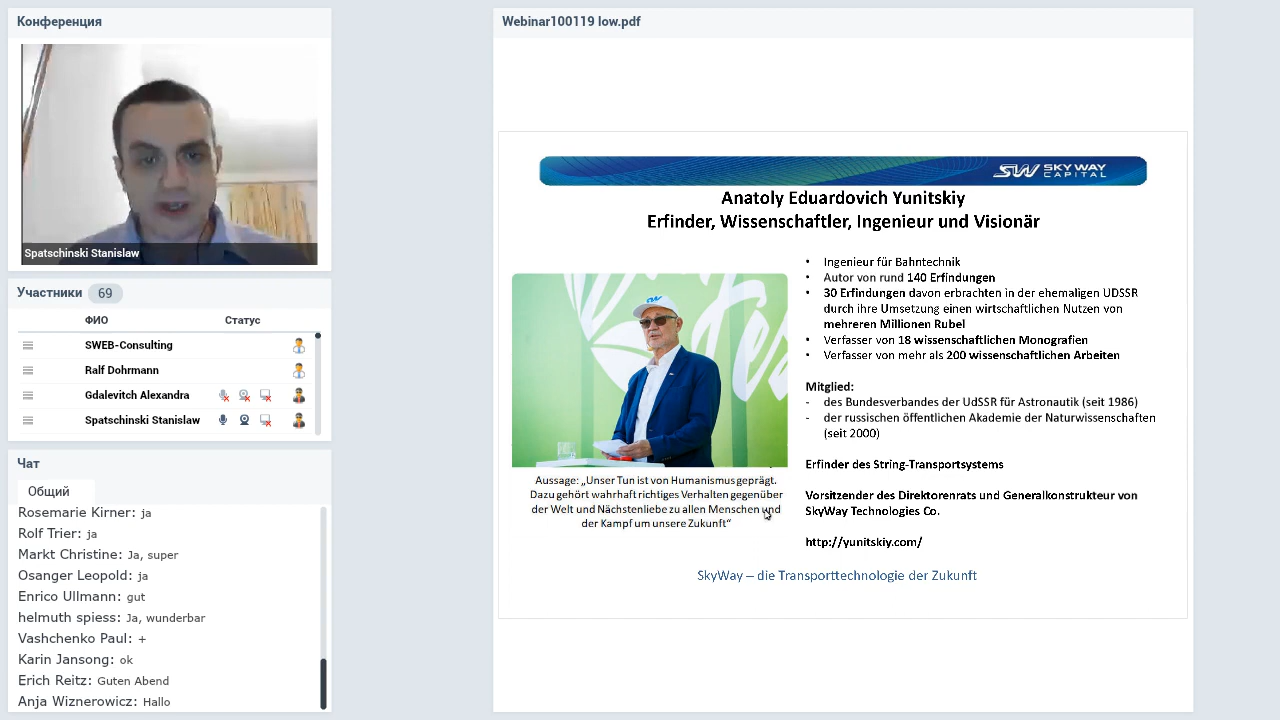 Конференция
Spatschinski Stanislaw
Участники 69
ФИО Статус
SWEB-Consulting
Ralf Dohrmann
Gdalevitch Alexandra
Spatschinski Stanislaw
Чат
Общий
Rosemarie Kirner: ja
Rolf Trier: ja
Markt Christine: Ja, super
Osanger Leopold: ja
Enrico Ullmann: gut
helmuth spiess: Ja, wunderbar
Vashchenko Paul: +
Karin Jansong: ok
Erich Reitz: Guten Abend
Anja Wiznerowicz: Hallo
Webinar100119 low.pdf
SW SKY WAY
CAPITAL
Anatoly Eduardovich Yunitskiy
Erfinder, Wissenschaftler, Ingenieur und Visionär
• Ingenieur für Bahntechnik
• Autor von rund 140 Erfindungen
• 30 Erfindungen davon erbrachten in der ehemaligen UDSSR
durch ihre Umsetzung einen wirtschaftlichen Nutzen von
mehreren Millionen Rubel
• Verfasser von 18 wissenschaftlichen Monografien
• Verfasser von mehr als 200 wissenschaftlichen Arbeiten
Mitglied:
- des Bundesverbandes der UdSSR für Astronautik (seit 1986)
- der russischen öffentlichen Akademie der Naturwissenschaften
(seit 2000)
Erfinder des String-Transportsystems
Vorsitzender des Direktorenrats und Generalkonstrukteur von
SkyWay Technologies Co.
http://yunitskiy.com/
Aussage: „Unser Tun ist von Humanismus geprägt.
Dazu gehört wahrhaft richtiges Verhalten gegenüber
der Welt und Nächstenliebe zu allen Menschen und
der Kampf um unsere Zukunft“
SkyWay – die Transporttechnologie der Zukunft